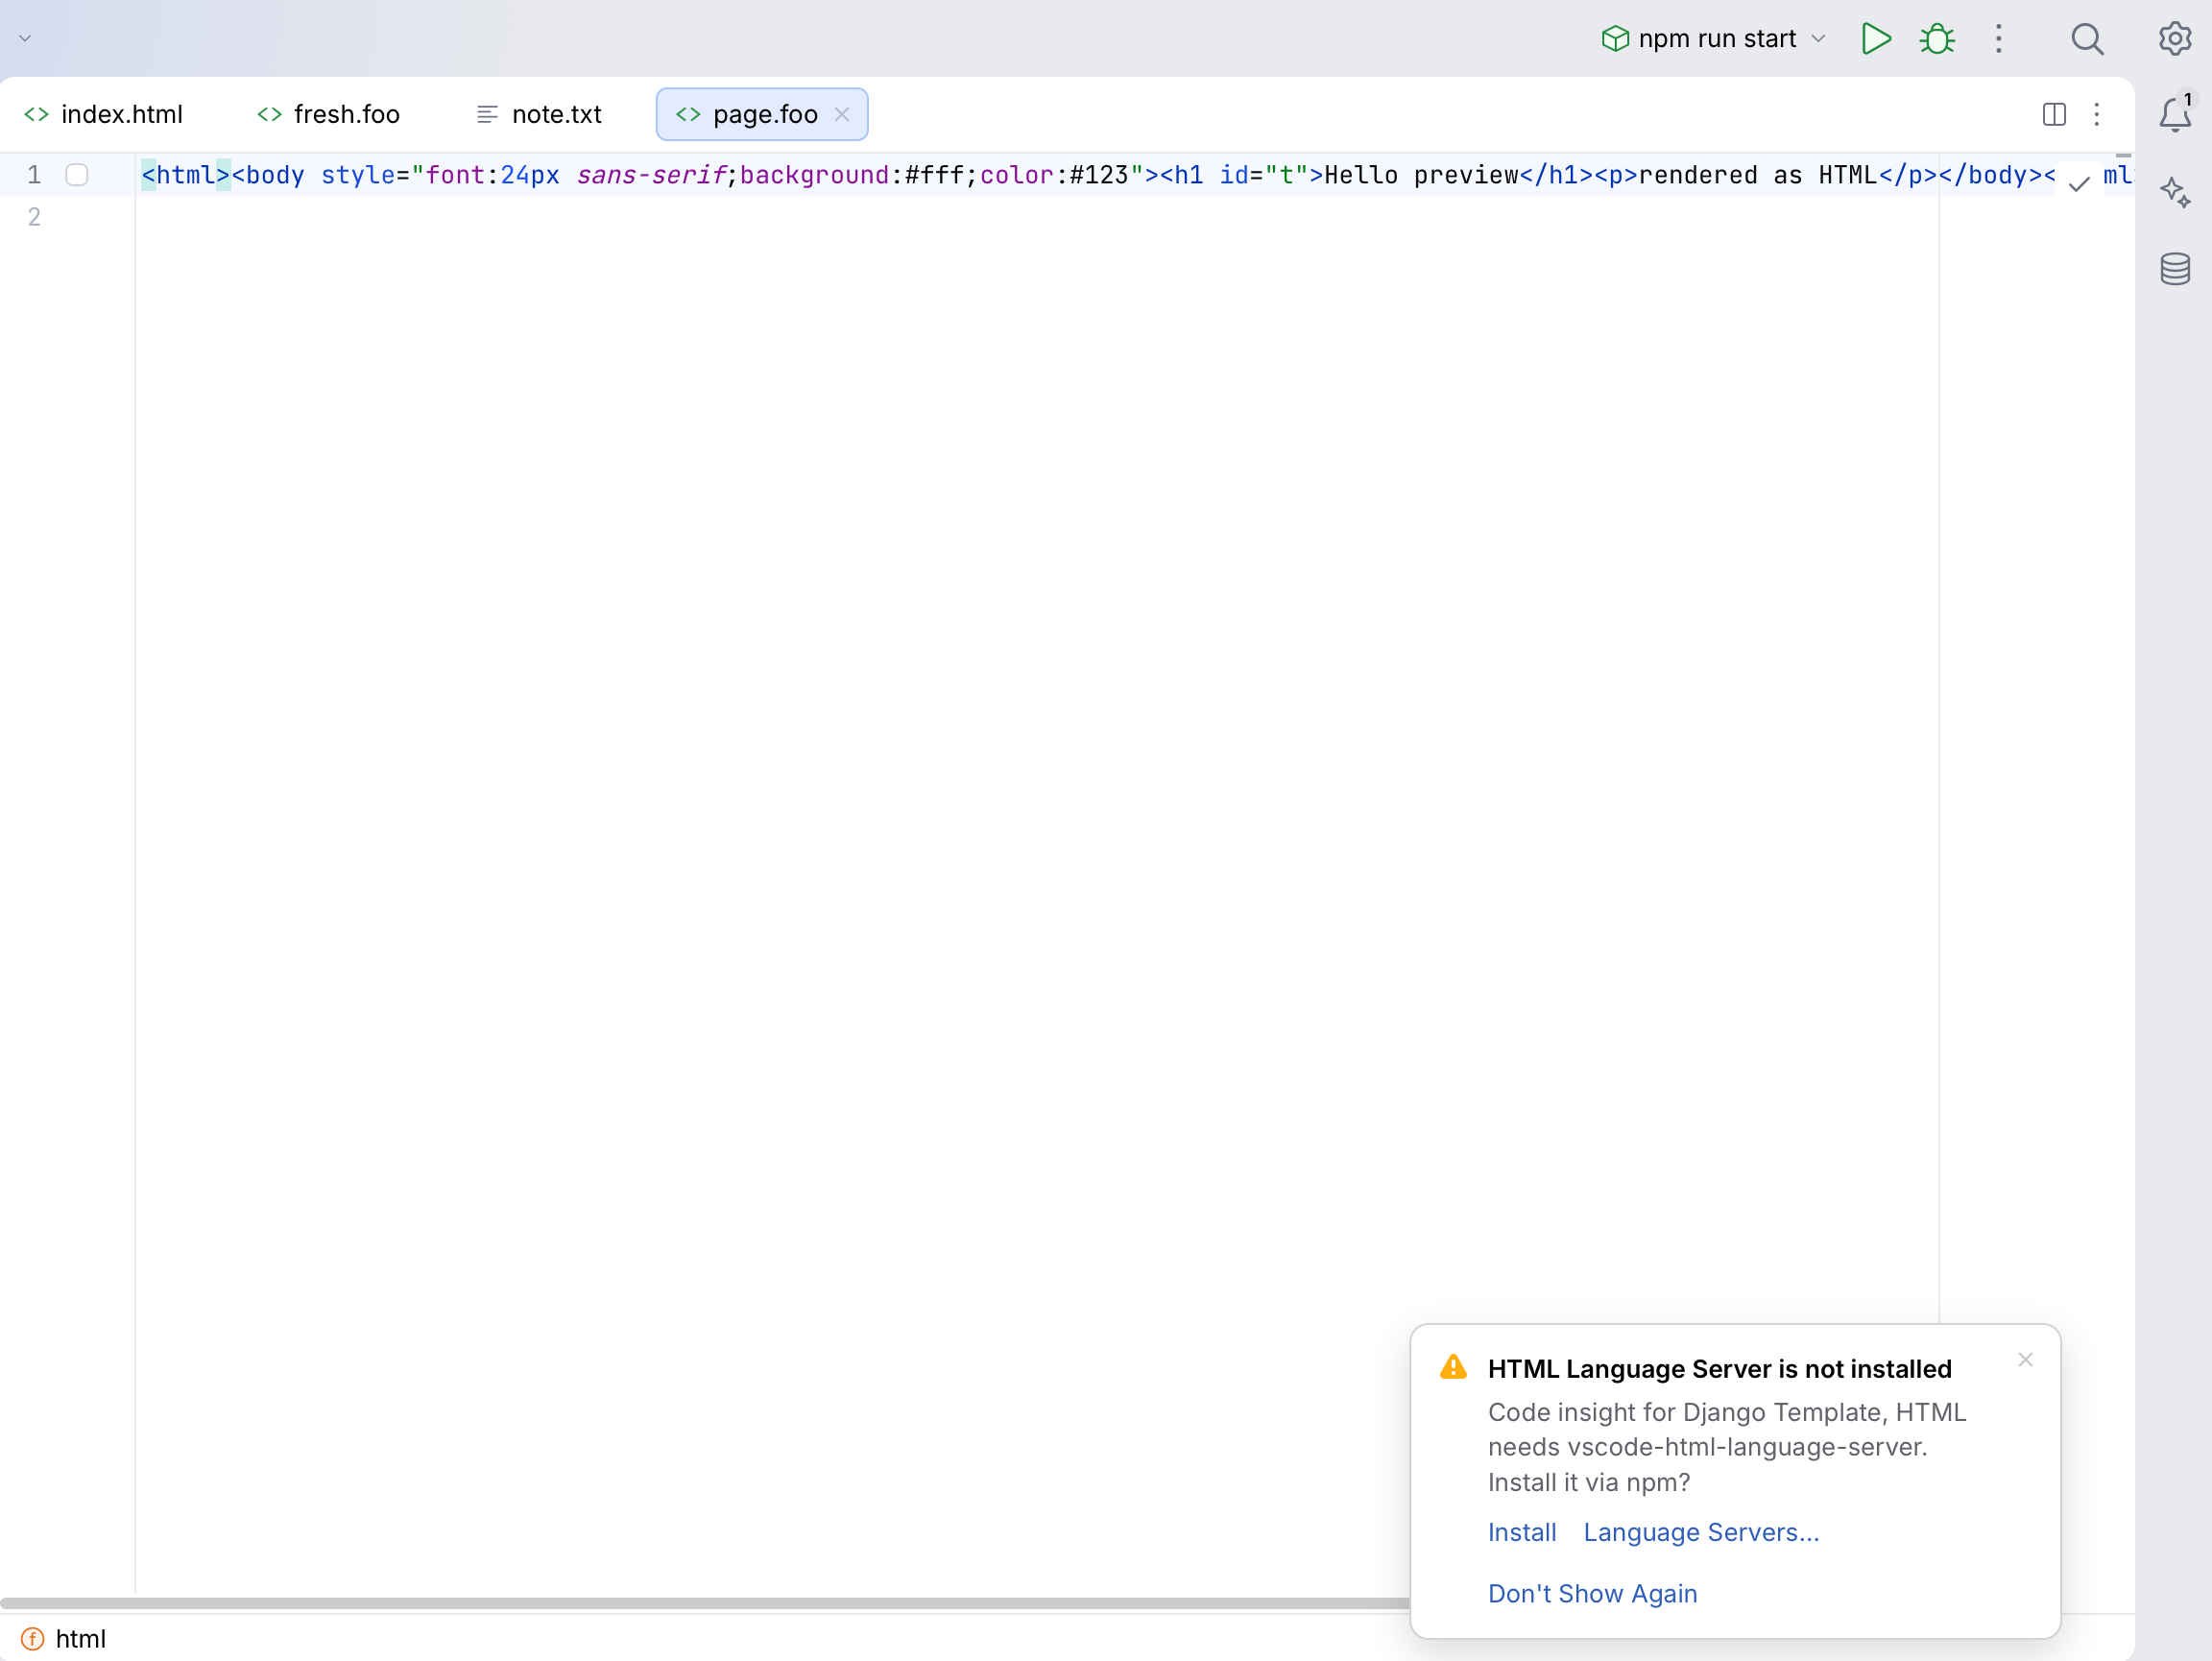 npm run start
1
index.html
fresh.foo
note.txt
page.foo
1 <html><body style="font:24px sans-serif;background:#fff;color:#123"><h1 id="t">Hello preview</h1><p>rendered as HTML</p></body>< ml>
2
HTML Language Server is not installed
Code insight for Django Template, HTML
needs vscode-html-language-server.
Install it via npm?
Install Language Servers...
Don't Show Again
f html